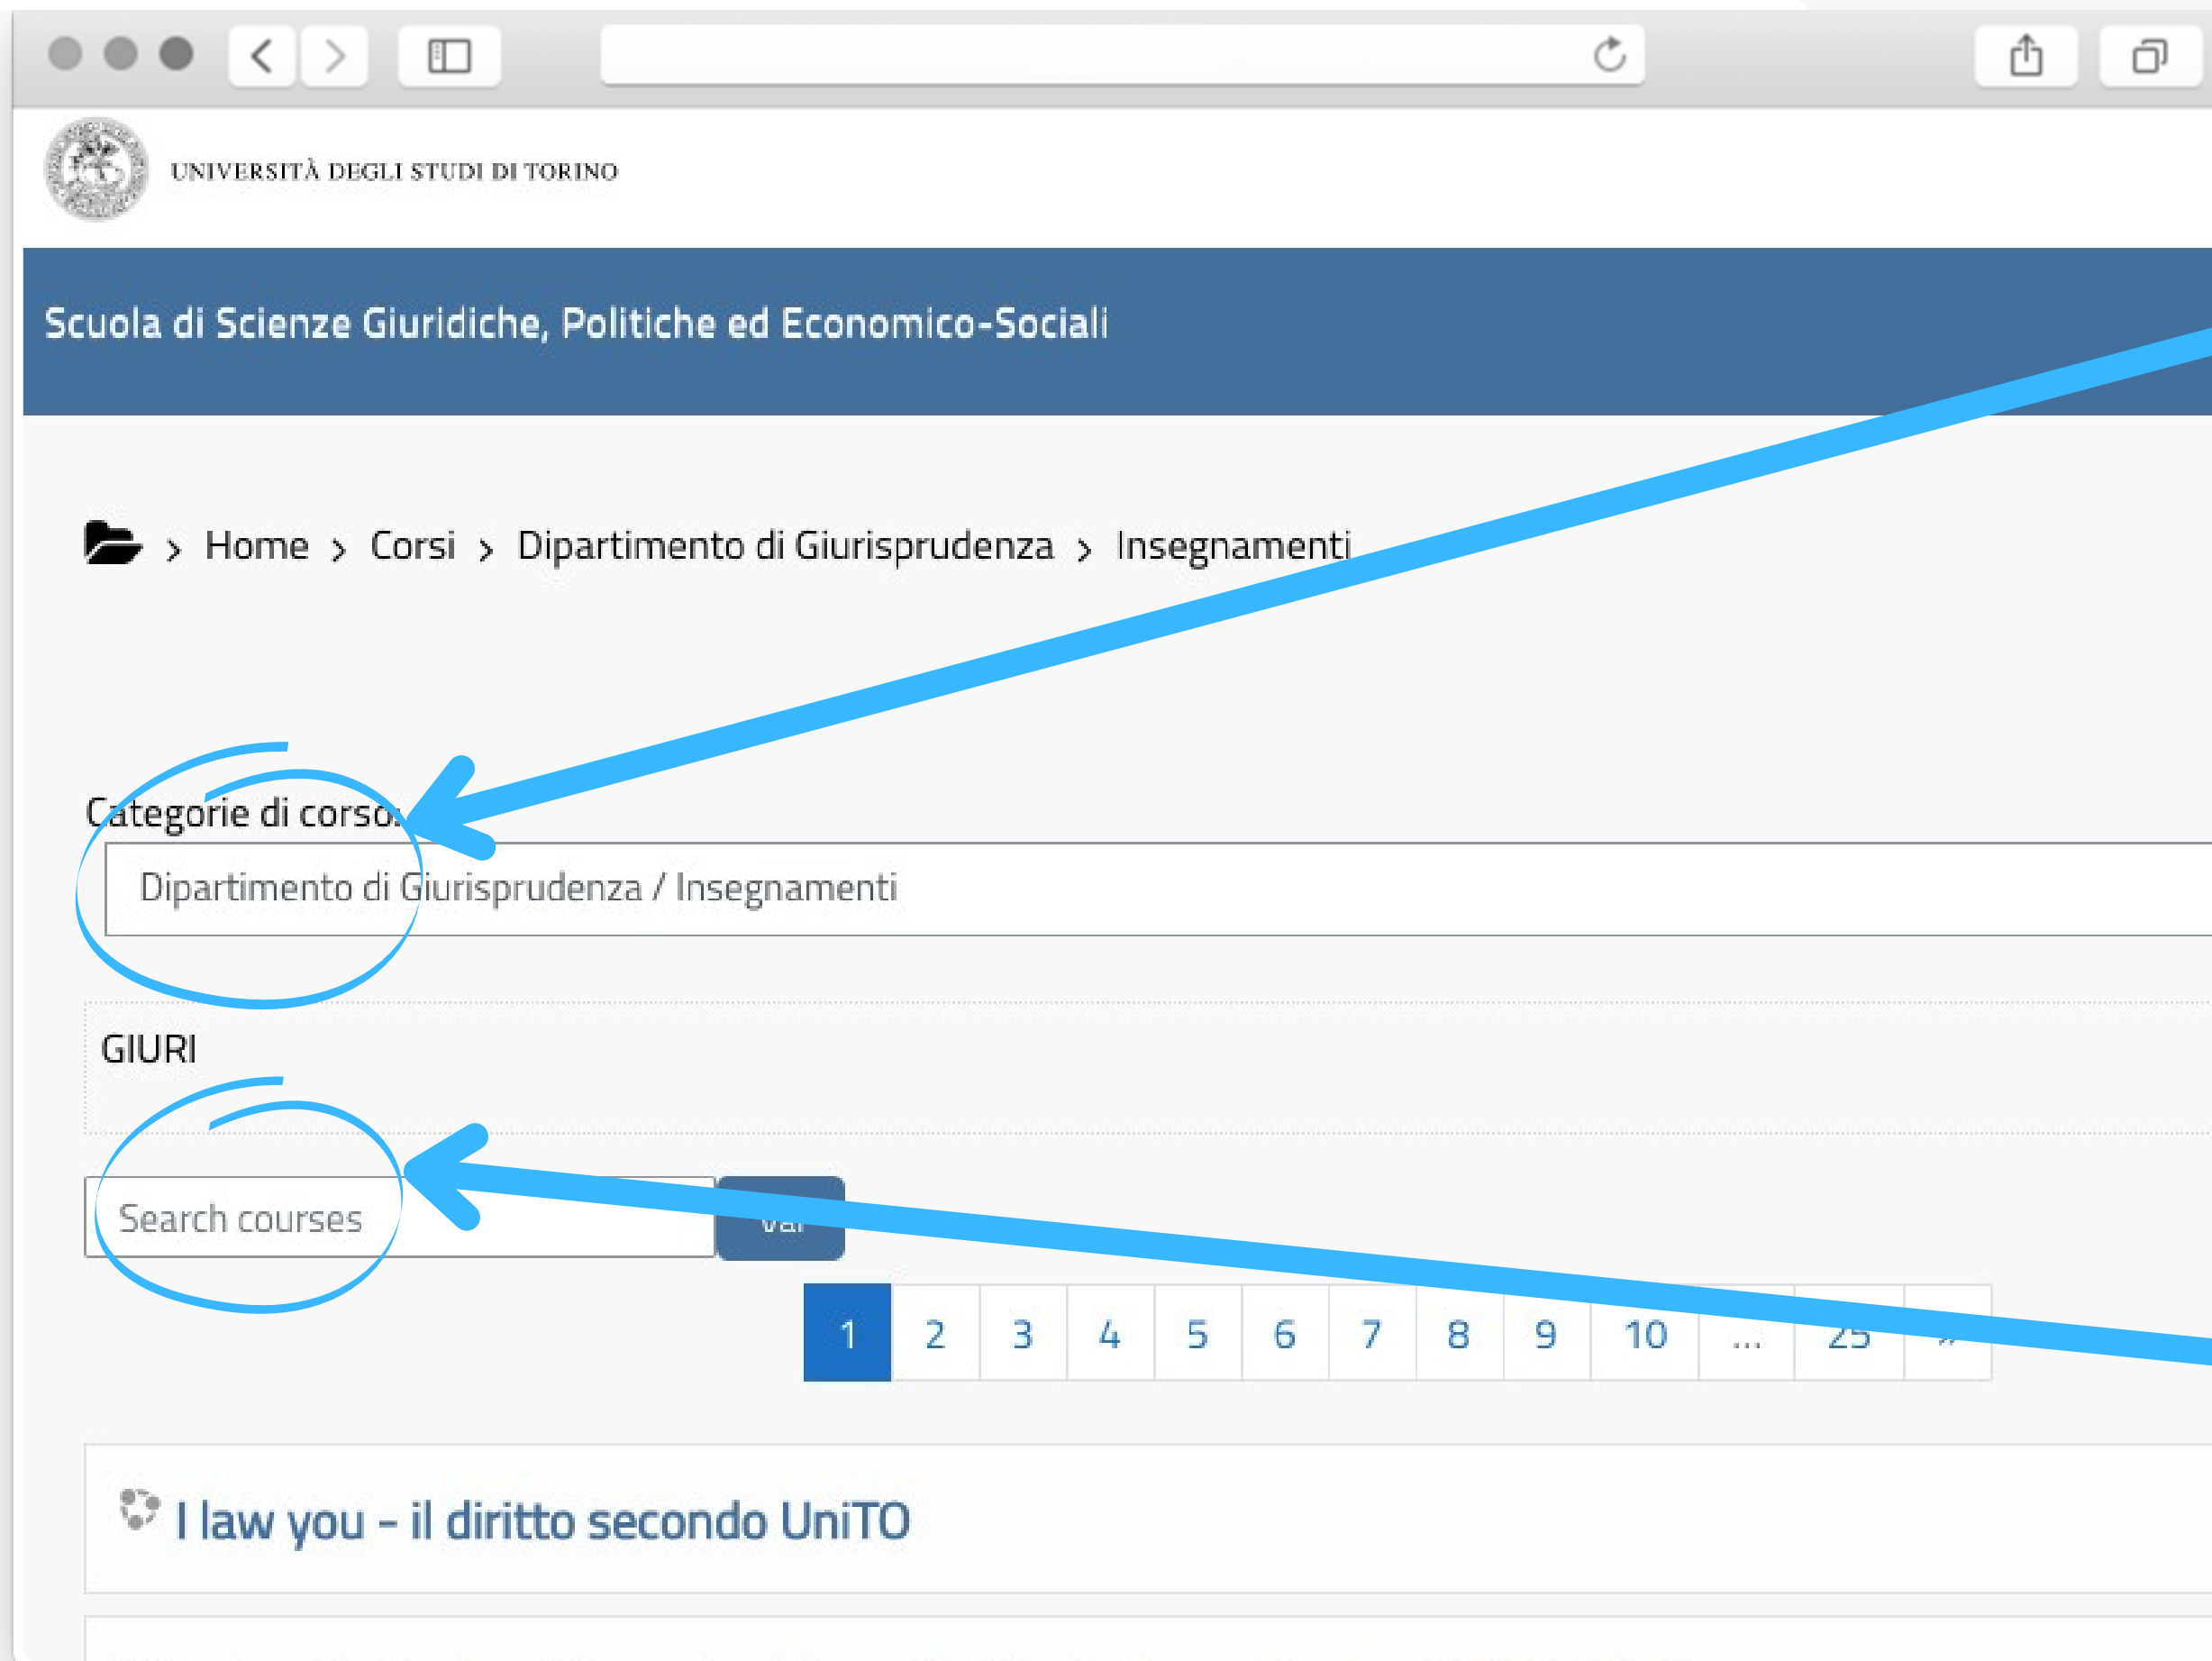 UNIVERSITÀ DEGLI STUDI DI TORINO
Scuola di Scienze Giuridiche, Politiche ed Economico-Sociali
> Home > Corsi > Dipartimento di Giurisprudenza > Insegnamenti
Categorie di corso:
Dipartimento di Giurisprudenza / Insegnamenti
GIURI
Search courses Vai
1 2 3 4 5 6 7 8 9 10 ... 25 »
I law you - il diritto secondo UniTO